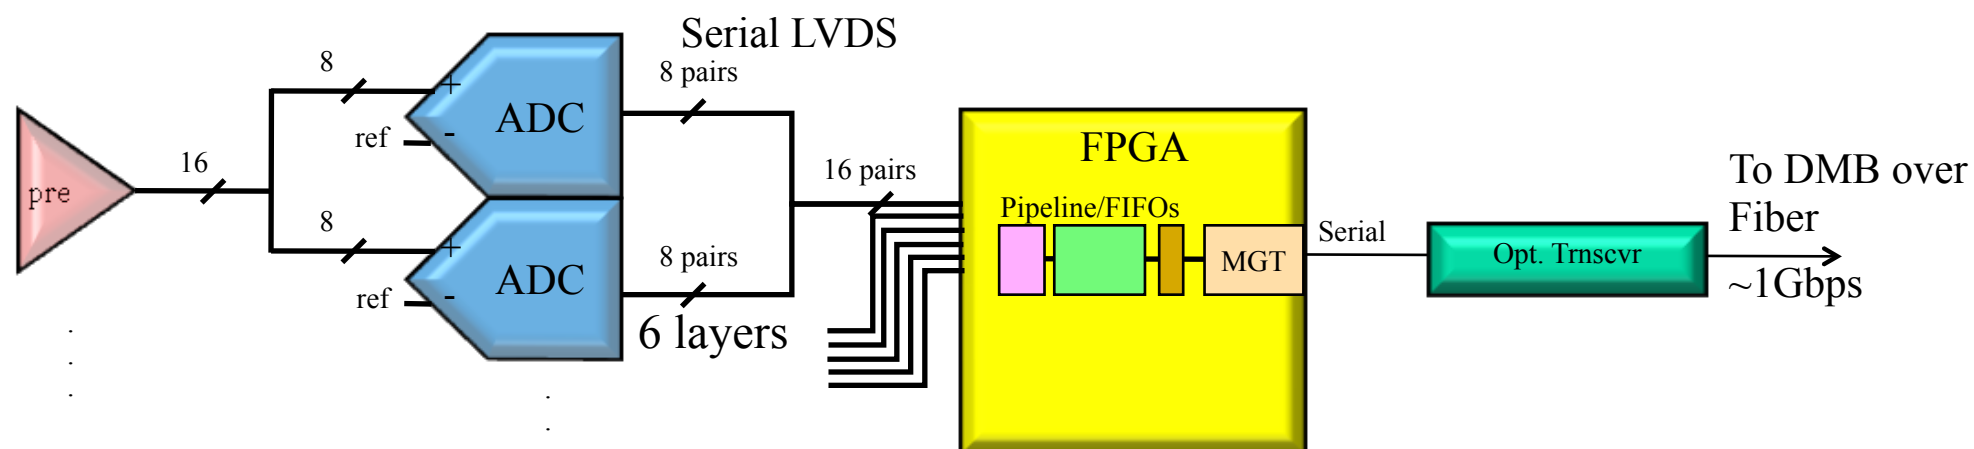 Serial LVDS
8
8 pairs
+
ADC
ref
-
FPGA
16
pre
16 pairs
To DMB over
Fiber
~1Gbps
Pipeline/FIFOs
8
+
Serial
MGT
Opt. Trnscvr
8 pairs
ADC
ref
-
6 layers